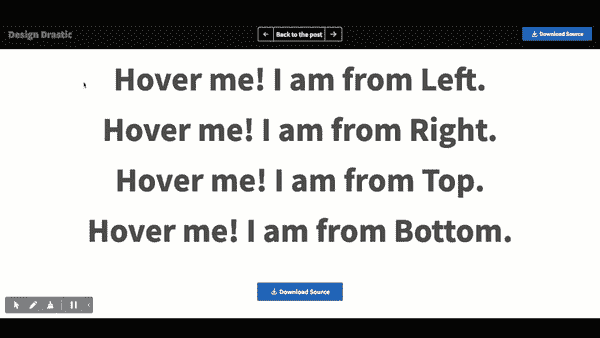 Design Drastic
Back to the post
Download Source
Hover me! I am from Left.
Hover me! I am from Right.
Hover me! I am from Top.
Hover me! I am from Bottom.
Download Source